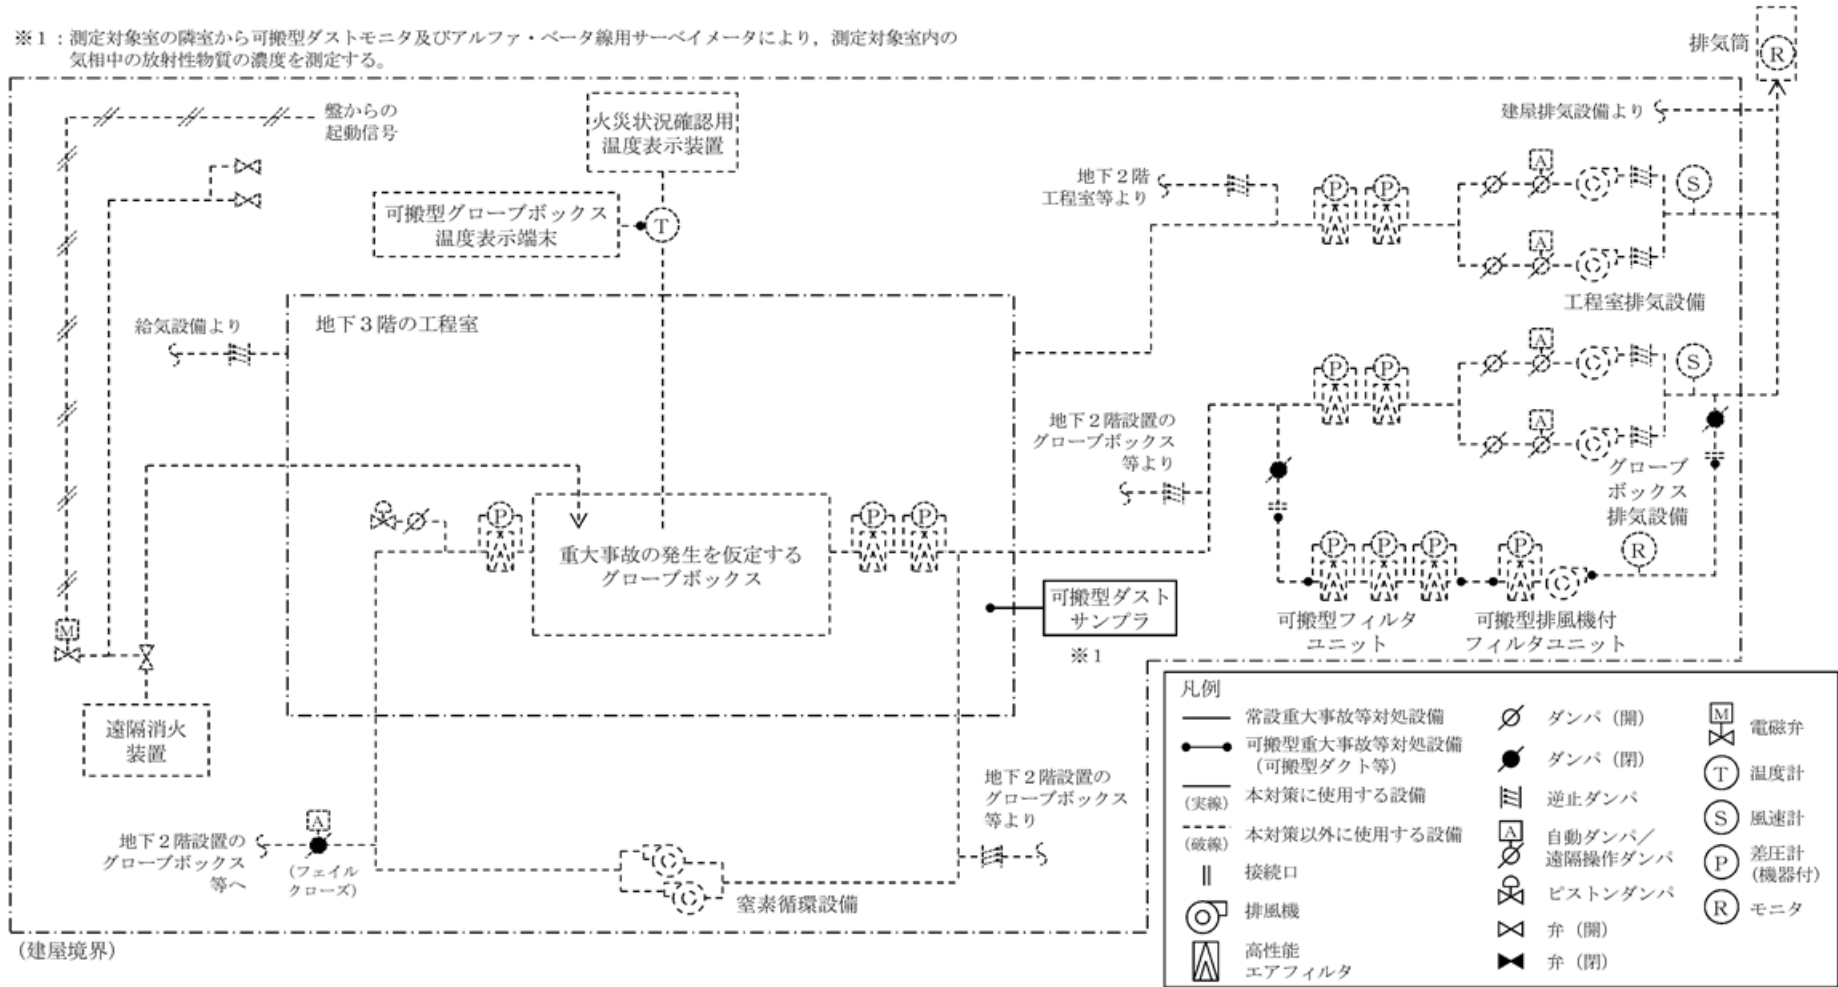 ※1：測定対象室の隣室から可搬型ダストモニタ及びアルファ・ベータ線用サーベイメータにより，測定対象室内の
気相中の放射性物質の濃度を測定する。
排気筒
R
盤からの
起動信号
火災状況確認用
温度表示装置
可搬型グローブボックス
温度表示端末
T
建屋排気設備より
地下２階
工程室等より
P
P
A
A
S
工程室排気設備
給気設備より
地下３階の工程室
地下２階設置の
グローブボックス
等より
P
P
A
A
S
グローブ
ボックス
排気設備
R
P
重大事故の発生を仮定する
グローブボックス
P
P
P
P
P
P
可搬型フィルタ
ユニット
可搬型排風機付
フィルタユニット
可搬型ダスト
サンプラ
※1
M
遠隔消火
装置
地下２階設置の
グローブボックス
等へ
A
(フェイル
クローズ)
窒素循環設備
地下２階設置の
グローブボックス
等より
(建屋境界)
凡例
常設重大事故等対処設備
可搬型重大事故等対処設備
（可搬型ダクト等）
(実線) 本対策に使用する設備
(破線) 本対策以外に使用する設備
接続口
排風機
高性能
エアフィルタ
ダンパ（開）
ダンパ（閉）
逆止ダンパ
A 自動ダンパ／
遠隔操作ダンパ
ピストンダンパ
弁（開）
弁（閉）
M 電磁弁
T 温度計
S 風速計
P 差圧計
(機器付)
R モニタ